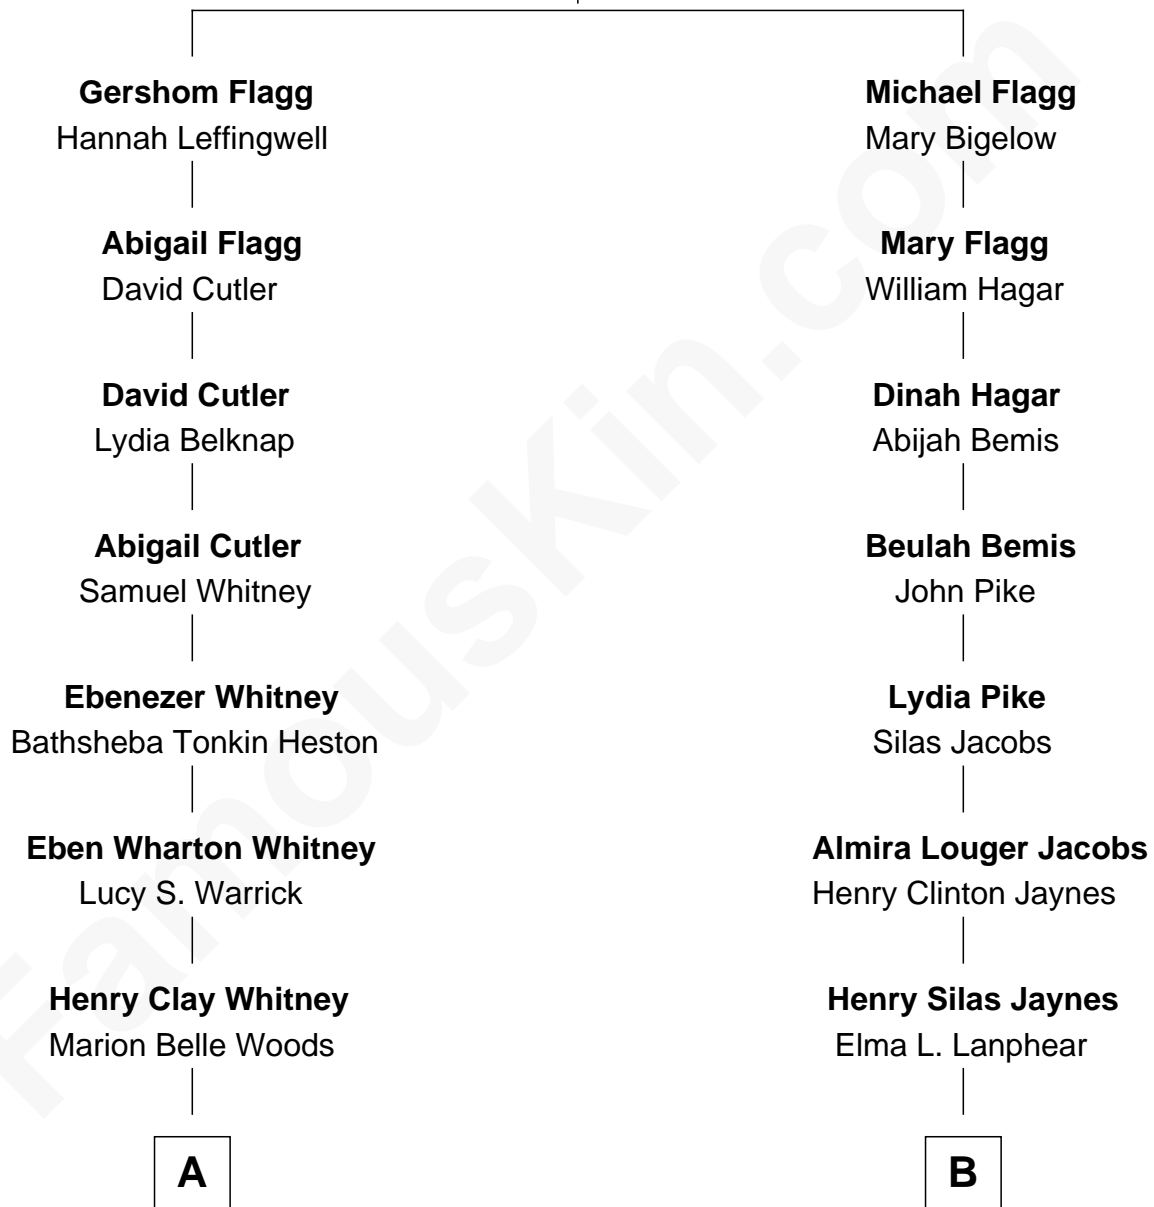 Gershom Flagg
Hannah Leffingwell
Abigail Flagg
David Cutler
David Cutler
Lydia Belknap
Abigail Cutler
Samuel Whitney
Ebenezer Whitney
Bathsheba Tonkin Heston
Eben Wharton Whitney
Lucy S. Warrick
Henry Clay Whitney
Marion Belle Woods
A
Michael Flagg
Mary Bigelow
Mary Flagg
William Hagar
Dinah Hagar
Abijah Bemis
Beulah Bemis
John Pike
Lydia Pike
Silas Jacobs
Almira Louger Jacobs
Henry Clinton Jaynes
Henry Silas Jaynes
Elma L. Lanphear
B
FamousKin.com